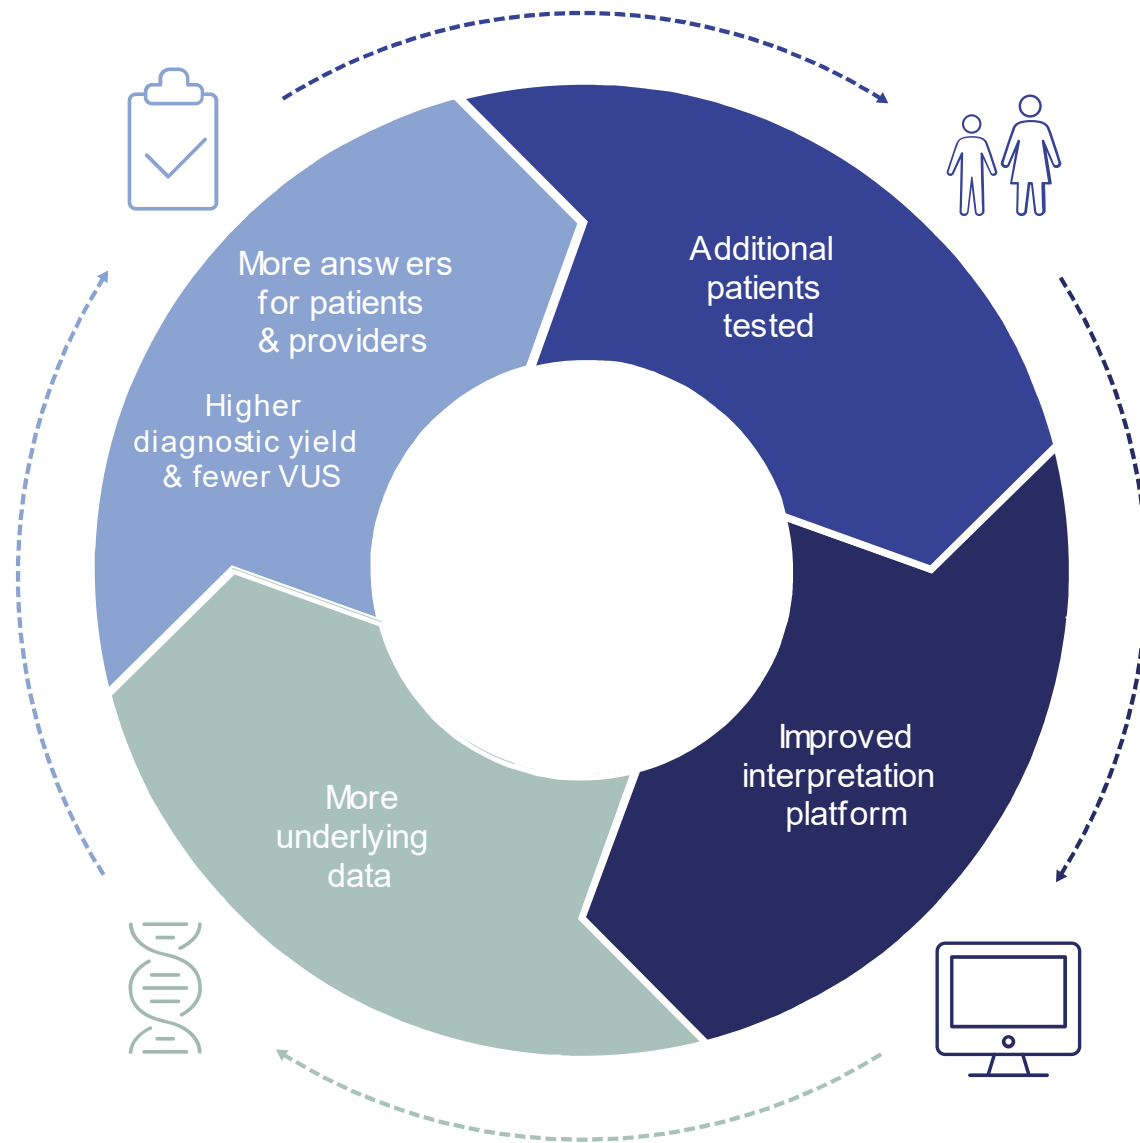 More answers
for patients
& providers
Higher
diagnostic yield
& fewer VUS
Additional
patients
tested
Improved
interpretation
platform
More
underlying
data